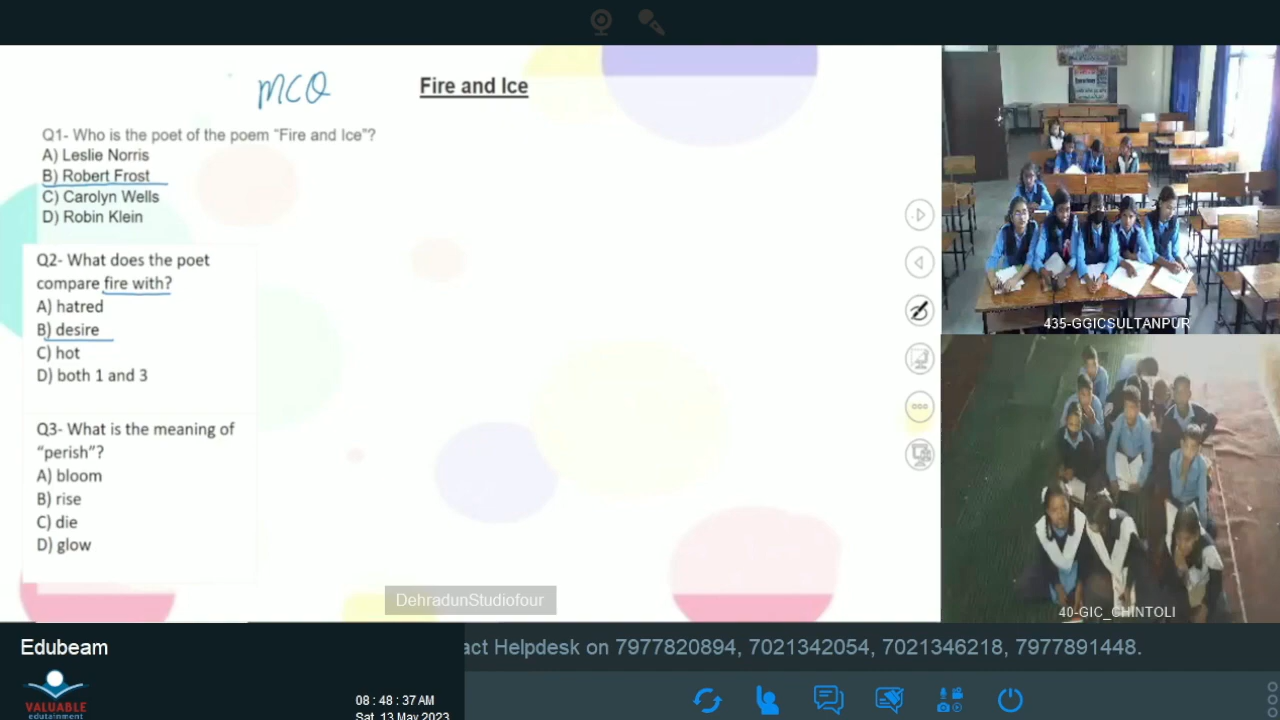 MCQ
Fire and Ice
Q1- Who is the poet of the poem “Fire and Ice”?
A) Leslie Norris
B) Robert Frost
C) Carolyn Wells
D) Robin Klein
Q2- What does the poet
compare fire with?
A) hatred
B) desire
C) hot
D) both 1 and 3
Q3- What is the meaning of
“perish”?
A) bloom
B) rise
C) die
D) glow
DehradunStudiofour
435-GGICSULTANPUR
40-GIC_CHINTOLI
Edubeam
act Helpdesk on 7977820894, 7021342054, 7021346218, 7977891448.
VALUABLE
edutainment
08 : 48 : 37 AM
Sat, 13 May 2023